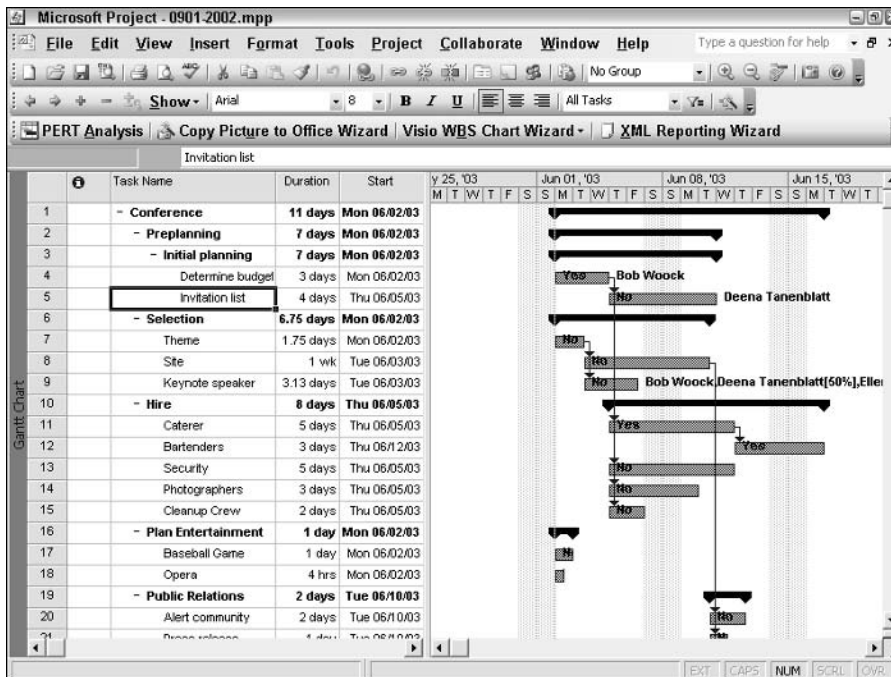 Microsoft Project - 0901-2002.mpp
File Edit View Insert Format Tools Project Collaborate Window Help Type a question for help
No Group
Show Arial 8 B I U All Tasks
PERT Analysis Copy Picture to Office Wizard Visio WBS Chart Wizard XML Reporting Wizard
Invitation list
Task Name Duration Start y 25, '03 Jun 01, '03 Jun 08, '03 Jun 15, '03
M T W T F S S M T W T F S S M T W T F S S M T W T
1 Conference 11 days Mon 06/02/03
2 Preplanning 7 days Mon 06/02/03
3 Initial planning 7 days Mon 06/02/03
4 Determine budget 3 days Mon 06/02/03 Yes Bob Woock
5 Invitation list 4 days Thu 06/05/03 No Deena Tanenblatt
6 Selection 6.75 days Mon 06/02/03
7 Theme 1.75 days Mon 06/02/03 No
8 Site 1 wk Tue 06/03/03 No
9 Keynote speaker 3.13 days Tue 06/03/03 No Bob Woock,Deena Tanenblatt[50%],Eller
10 Hire 8 days Thu 06/05/03
11 Caterer 5 days Thu 06/05/03 Yes
12 Bartenders 3 days Thu 06/12/03 Yes
13 Security 5 days Thu 06/05/03 No
14 Photographers 3 days Thu 06/05/03 No
15 Cleanup Crew 2 days Thu 06/05/03 No
16 Plan Entertainment 1 day Mon 06/02/03
17 Baseball Game 1 day Mon 06/02/03 N
18 Opera 4 hrs Mon 06/02/03
19 Public Relations 2 days Tue 06/10/03
20 Alert community 2 days Tue 06/10/03 No
Gantt Chart
EXT CAPS NUM SCRL OVR